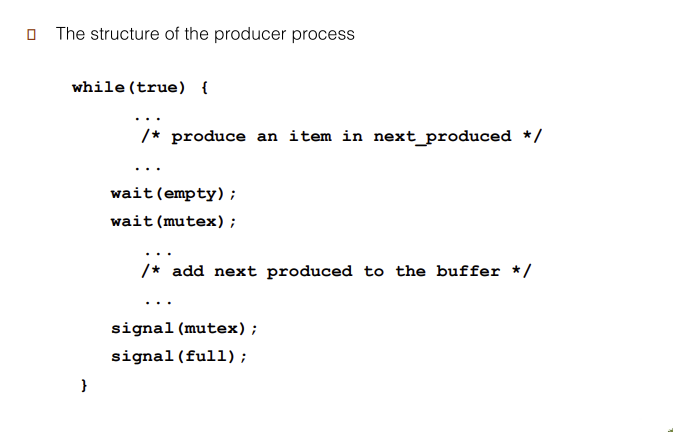 The structure of the producer process
while(true) {
...
/* produce an item in next_produced */
...
wait(empty);
wait(mutex);
...
/* add next produced to the buffer */
...
signal(mutex);
signal(full);
}